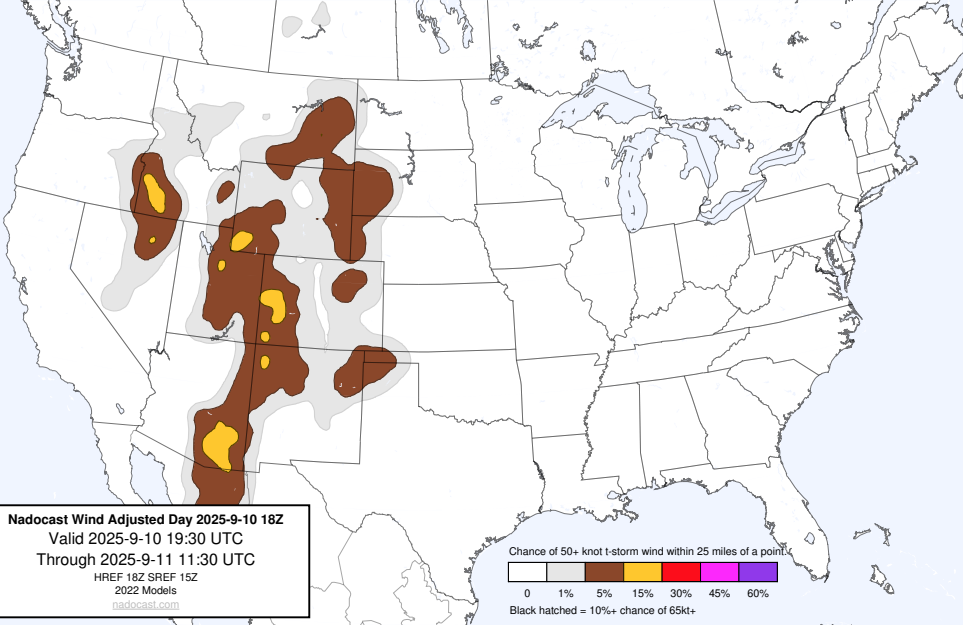 Nadocast Wind Adjusted Day 2025-9-10 18Z
Valid 2025-9-10 19:30 UTC
Through 2025-9-11 11:30 UTC
HREF 18Z SREF 15Z
2022 Models
nadocast.com
Chance of 50+ knot t-storm wind within 25 miles of a point.
0 1% 5% 15% 30% 45% 60%
Black hatched = 10%+ chance of 65kt+